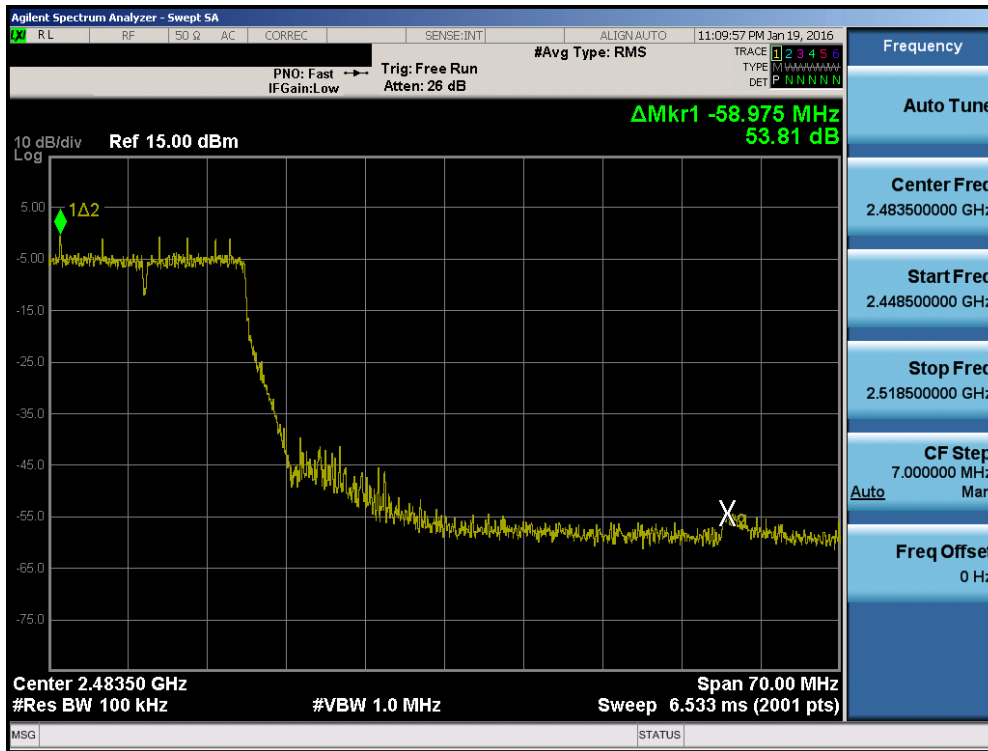 Agilent Spectrum Analyzer - Swept SA
LXI RL RF 50 Ω AC CORREC SENSE:INT ALIGN AUTO 11:09:57 PM Jan 19, 2016
#Avg Type: RMS
TRACE 1 2 3 4 5 6
TYPE M W W W W W
DET P N N N N N
PNO: Fast
IFGain:Low
Trig: Free Run
Atten: 26 dB
ΔMkr1 -58.975 MHz
53.81 dB
10 dB/div
Log
Ref 15.00 dBm
5.00
-5.00
-15.0
-25.0
-35.0
-45.0
-55.0
-65.0
-75.0
1Δ2
Center 2.48350 GHz
#Res BW 100 kHz
#VBW 1.0 MHz
Span 70.00 MHz
Sweep 6.533 ms (2001 pts)
MSG
STATUS
Frequency
Auto Tune
Center Freq
2.483500000 GHz
Start Freq
2.448500000 GHz
Stop Freq
2.518500000 GHz
CF Step
7.000000 MHz
Auto Man
Freq Offset
0 Hz